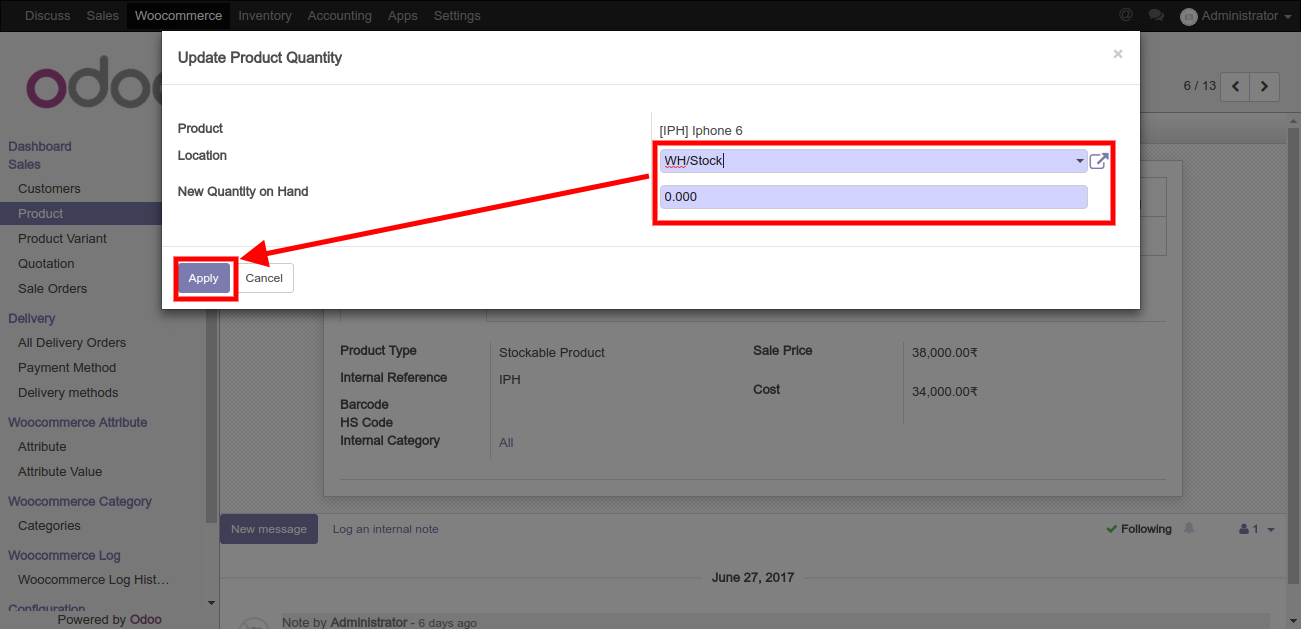 Discuss Sales Woocommerce Inventory Accounting Apps Settings @ Administrator
Update Product Quantity ×
odoo
6 / 13
Product [IPH] Iphone 6
Location WH/Stock
New Quantity on Hand 0.000
Apply Cancel
Dashboard
Sales
Customers
Product
Product Variant
Quotation
Sale Orders
Delivery
All Delivery Orders
Payment Method
Delivery methods
Woocommerce Attribute
Attribute
Attribute Value
Woocommerce Category
Categories
Woocommerce Log
Woocommerce Log Hist...
Configuration
Powered by Odoo
Product Type Stockable Product Sale Price 38,000.00₹
Internal Reference IPH
Cost 34,000.00₹
Barcode
HS Code
Internal Category All
New message Log an internal note Following 1
June 27, 2017
Note by Administrator - 6 days ago